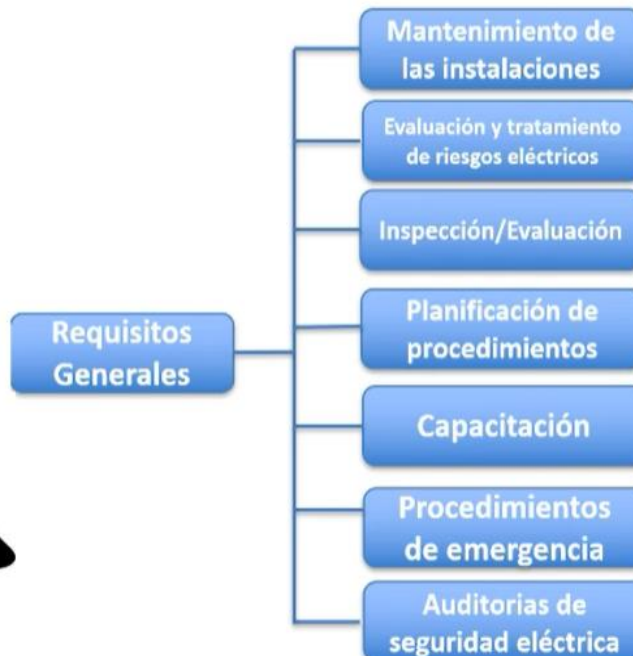 Mantenimiento de
las instalaciones
Evaluación y tratamiento
de riesgos eléctricos
Inspección/Evaluación
Requisitos
Generales
Planificación de
procedimientos
Capacitación
Procedimientos
de emergencia
Auditorias de
seguridad eléctrica